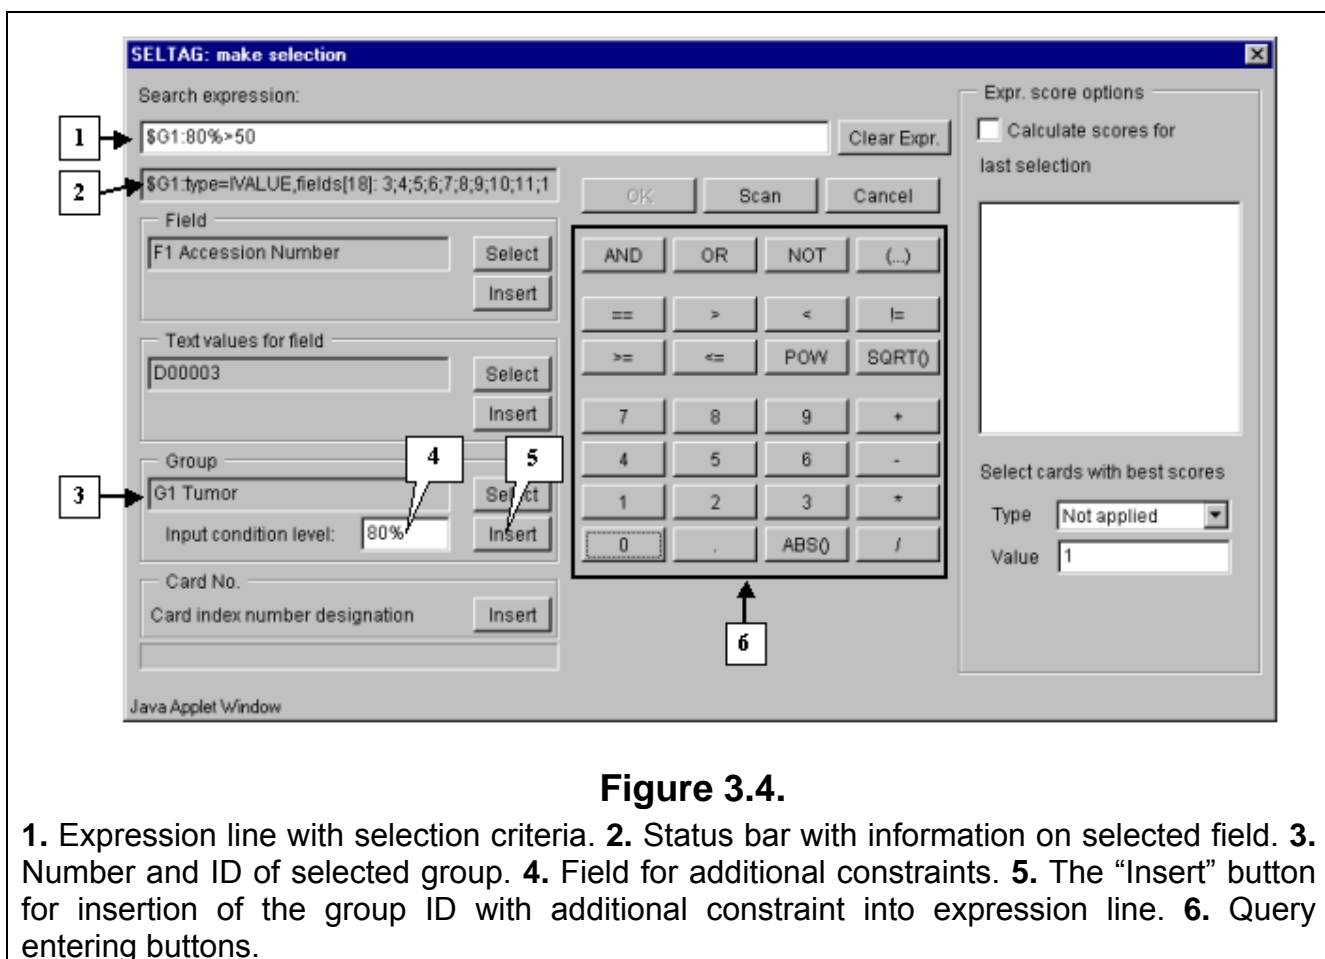 SELTAG: make selection
Search expression:
1
$G1:80%>50
Clear Expr.
2
$G1:type=IVALUE,fields[18]: 3;4;5;6;7;8;9;10;11;1
OK
Scan
Cancel
Field
F1 Accession Number
Select
Insert
Text values for field
D00003
Select
Insert
Group
4
5
3
G1 Tumor
Select
Input condition level:
80%
Insert
Card No.
Card index number designation
Insert
AND OR NOT (...)
== > < !=
>= <= POW SQRT()
7 8 9 +
4 5 6 -
1 2 3 *
0 . ABS() /
6
Expr. score options
Calculate scores for
last selection
Select cards with best scores
Type Not applied
Value 1
Java Applet Window
Figure 3.4.
1. Expression line with selection criteria. 2. Status bar with information on selected field. 3.
Number and ID of selected group. 4. Field for additional constraints. 5. The “Insert” button
for insertion of the group ID with additional constraint into expression line. 6. Query
entering buttons.